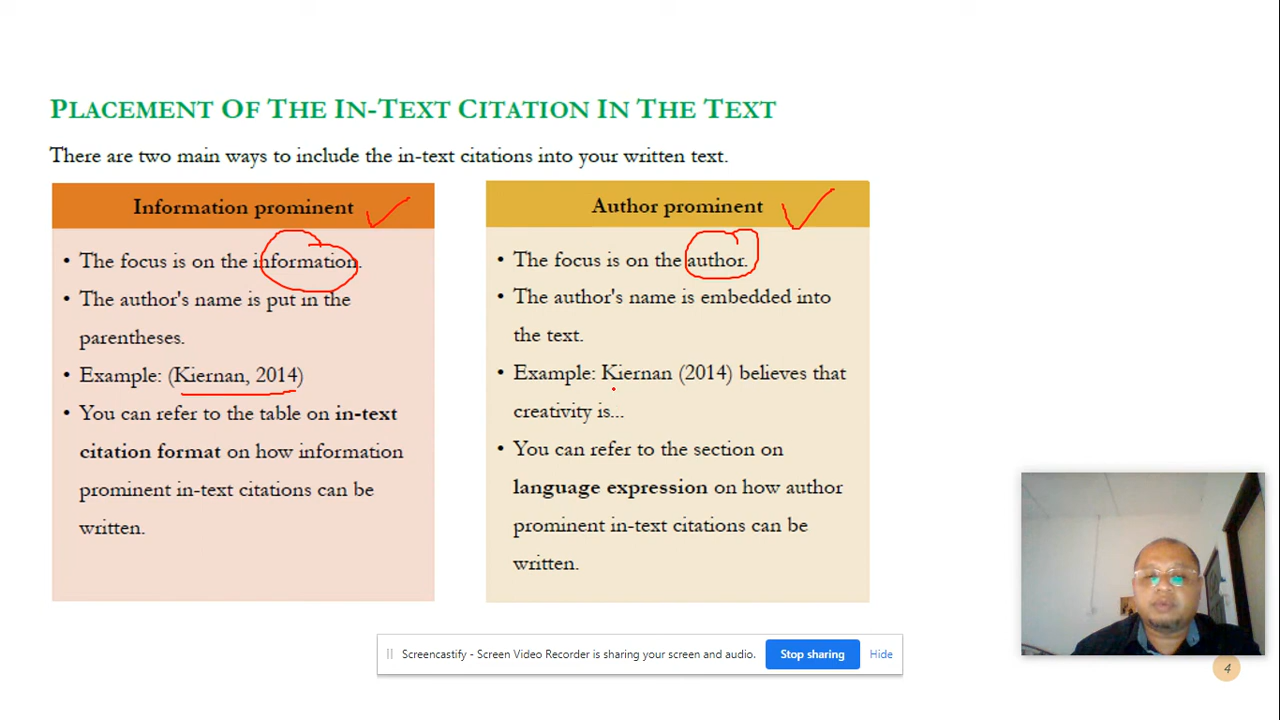 PLACEMENT OF THE IN-TEXT CITATION IN THE TEXT
There are two main ways to include the in-text citations into your written text.
Information prominent
• The focus is on the information.
• The author's name is put in the
parentheses.
• Example: (Kiernan, 2014)
• You can refer to the table on in-text
citation format on how information
prominent in-text citations can be
written.
Author prominent
• The focus is on the author.
• The author's name is embedded into
the text.
• Example: Kiernan (2014) believes that
creativity is...
• You can refer to the section on
language expression on how author
prominent in-text citations can be
written.
Screencastify - Screen Video Recorder is sharing your screen and audio.
Stop sharing
Hide
4